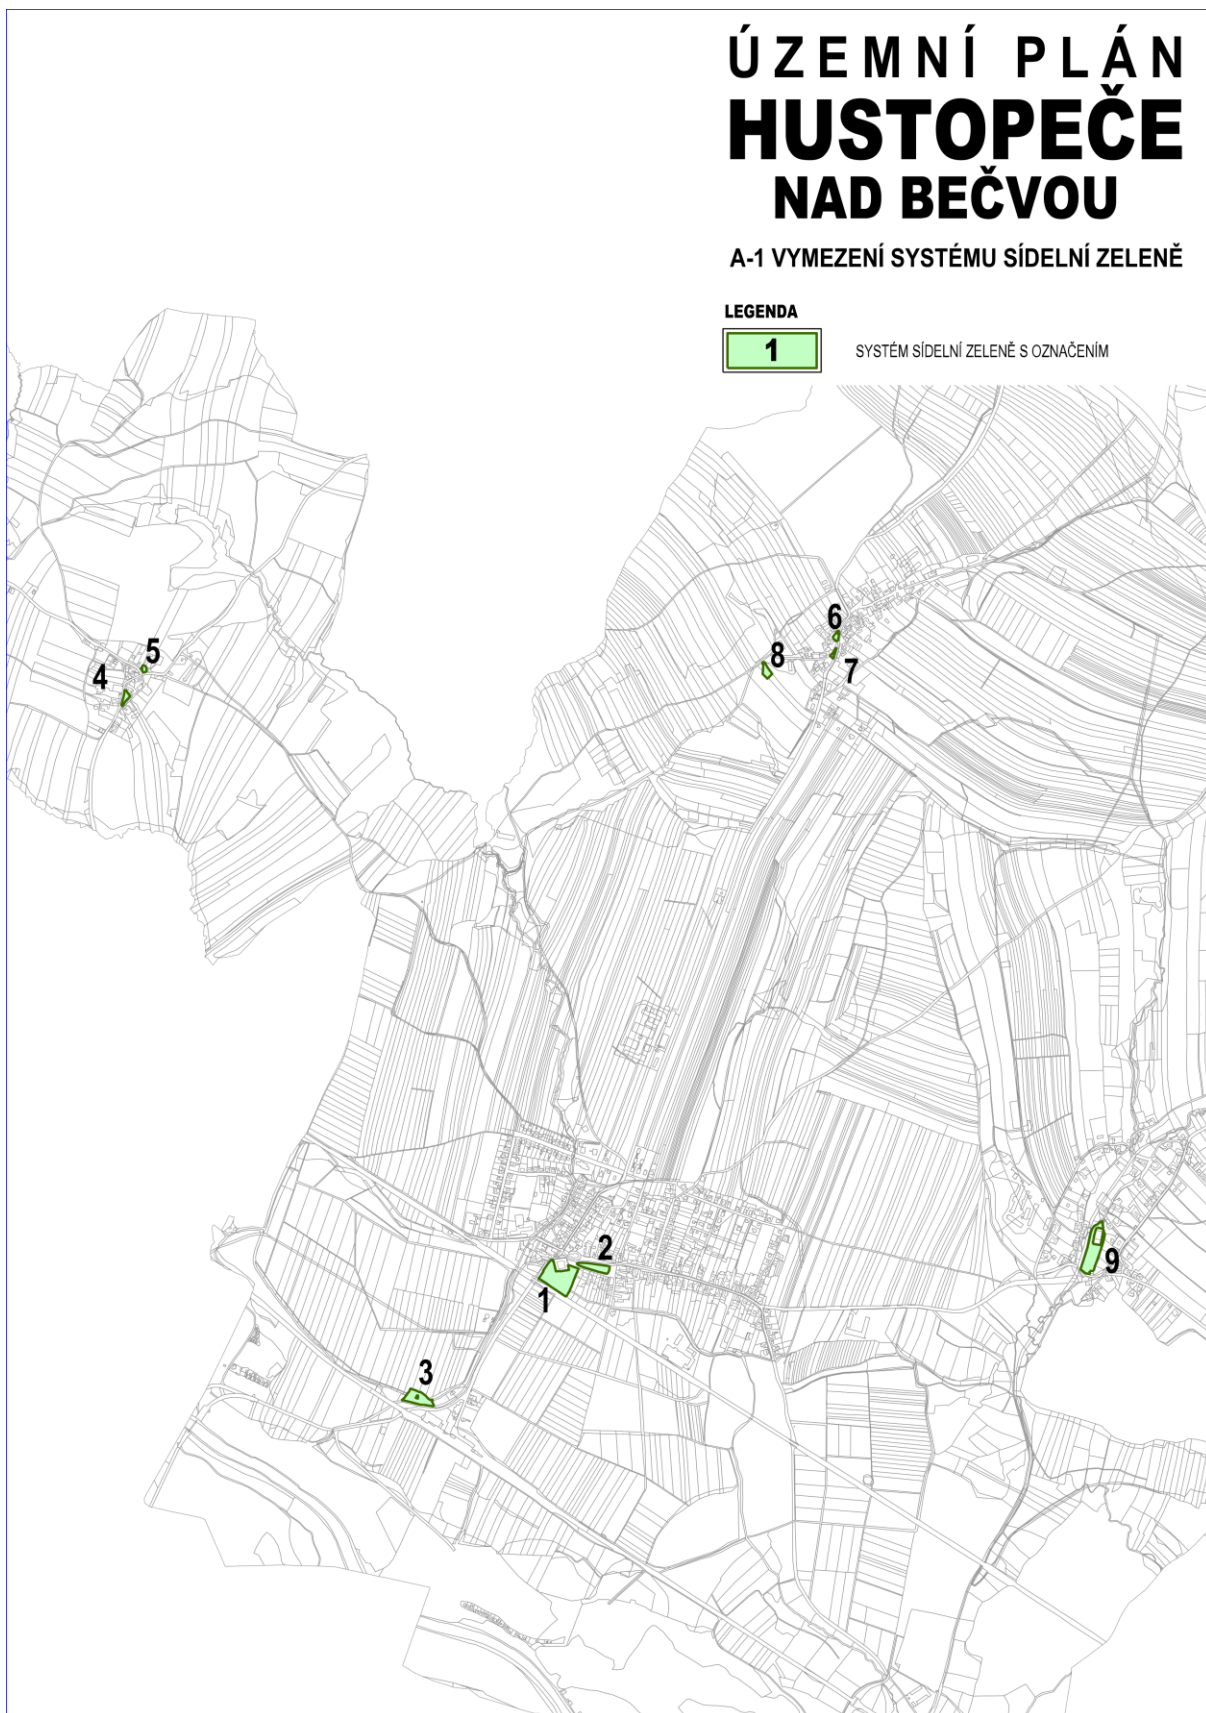 ÚZEMNÍ PLÁN
HUSTOPEČE
NAD BEČVOU
A-1 VYMEZENÍ SYSTÉMU SÍDELNÍ ZELENĚ
LEGENDA
1 SYSTÉM SÍDELNÍ ZELENĚ S OZNAČENÍM
6
5
8
7
4
2
9
1
3